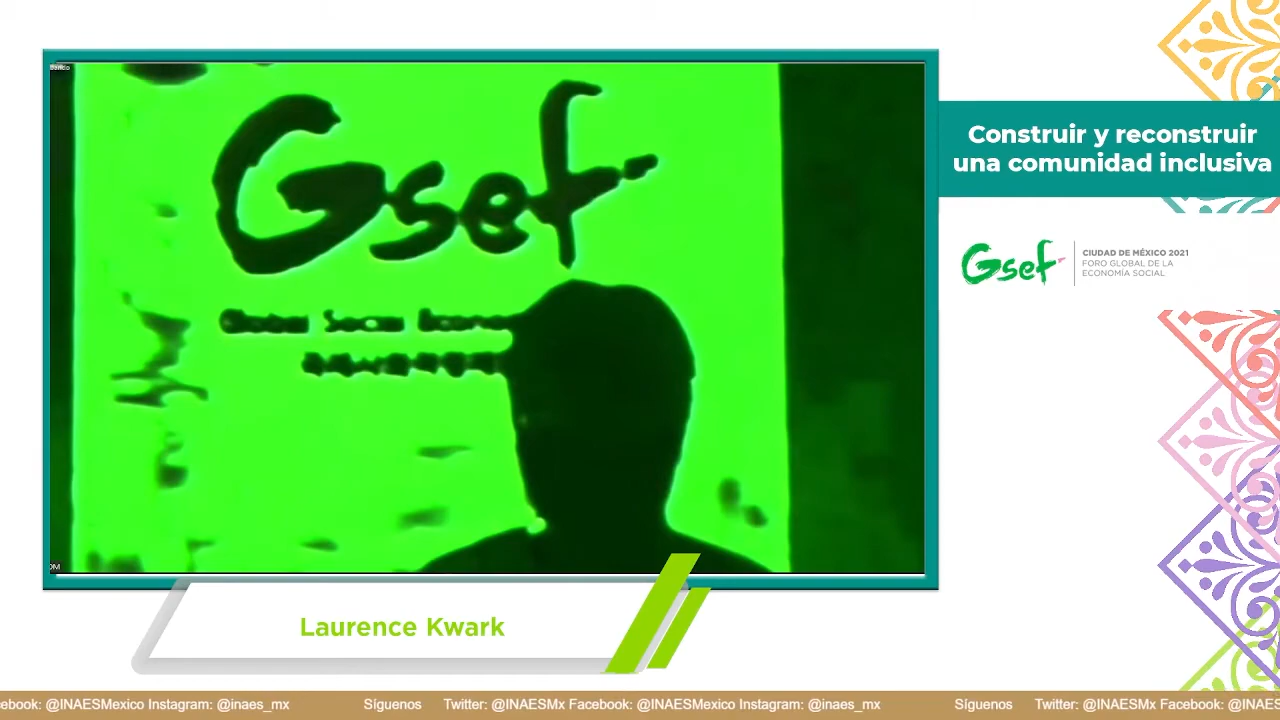 Gsef
Construir y reconstruir
una comunidad inclusiva
Gsef
CIUDAD DE MÉXICO 2021
FORO GLOBAL DE LA
ECONOMÍA SOCIAL
Laurence Kwark
cebook: @INAESMexico Instagram: @inaes_mx Síguenos Twitter: @INAESMx Facebook: @INAESMexico Instagram: @inaes_mx Síguenos Twitter: @INAESMx Facebook: @INAES